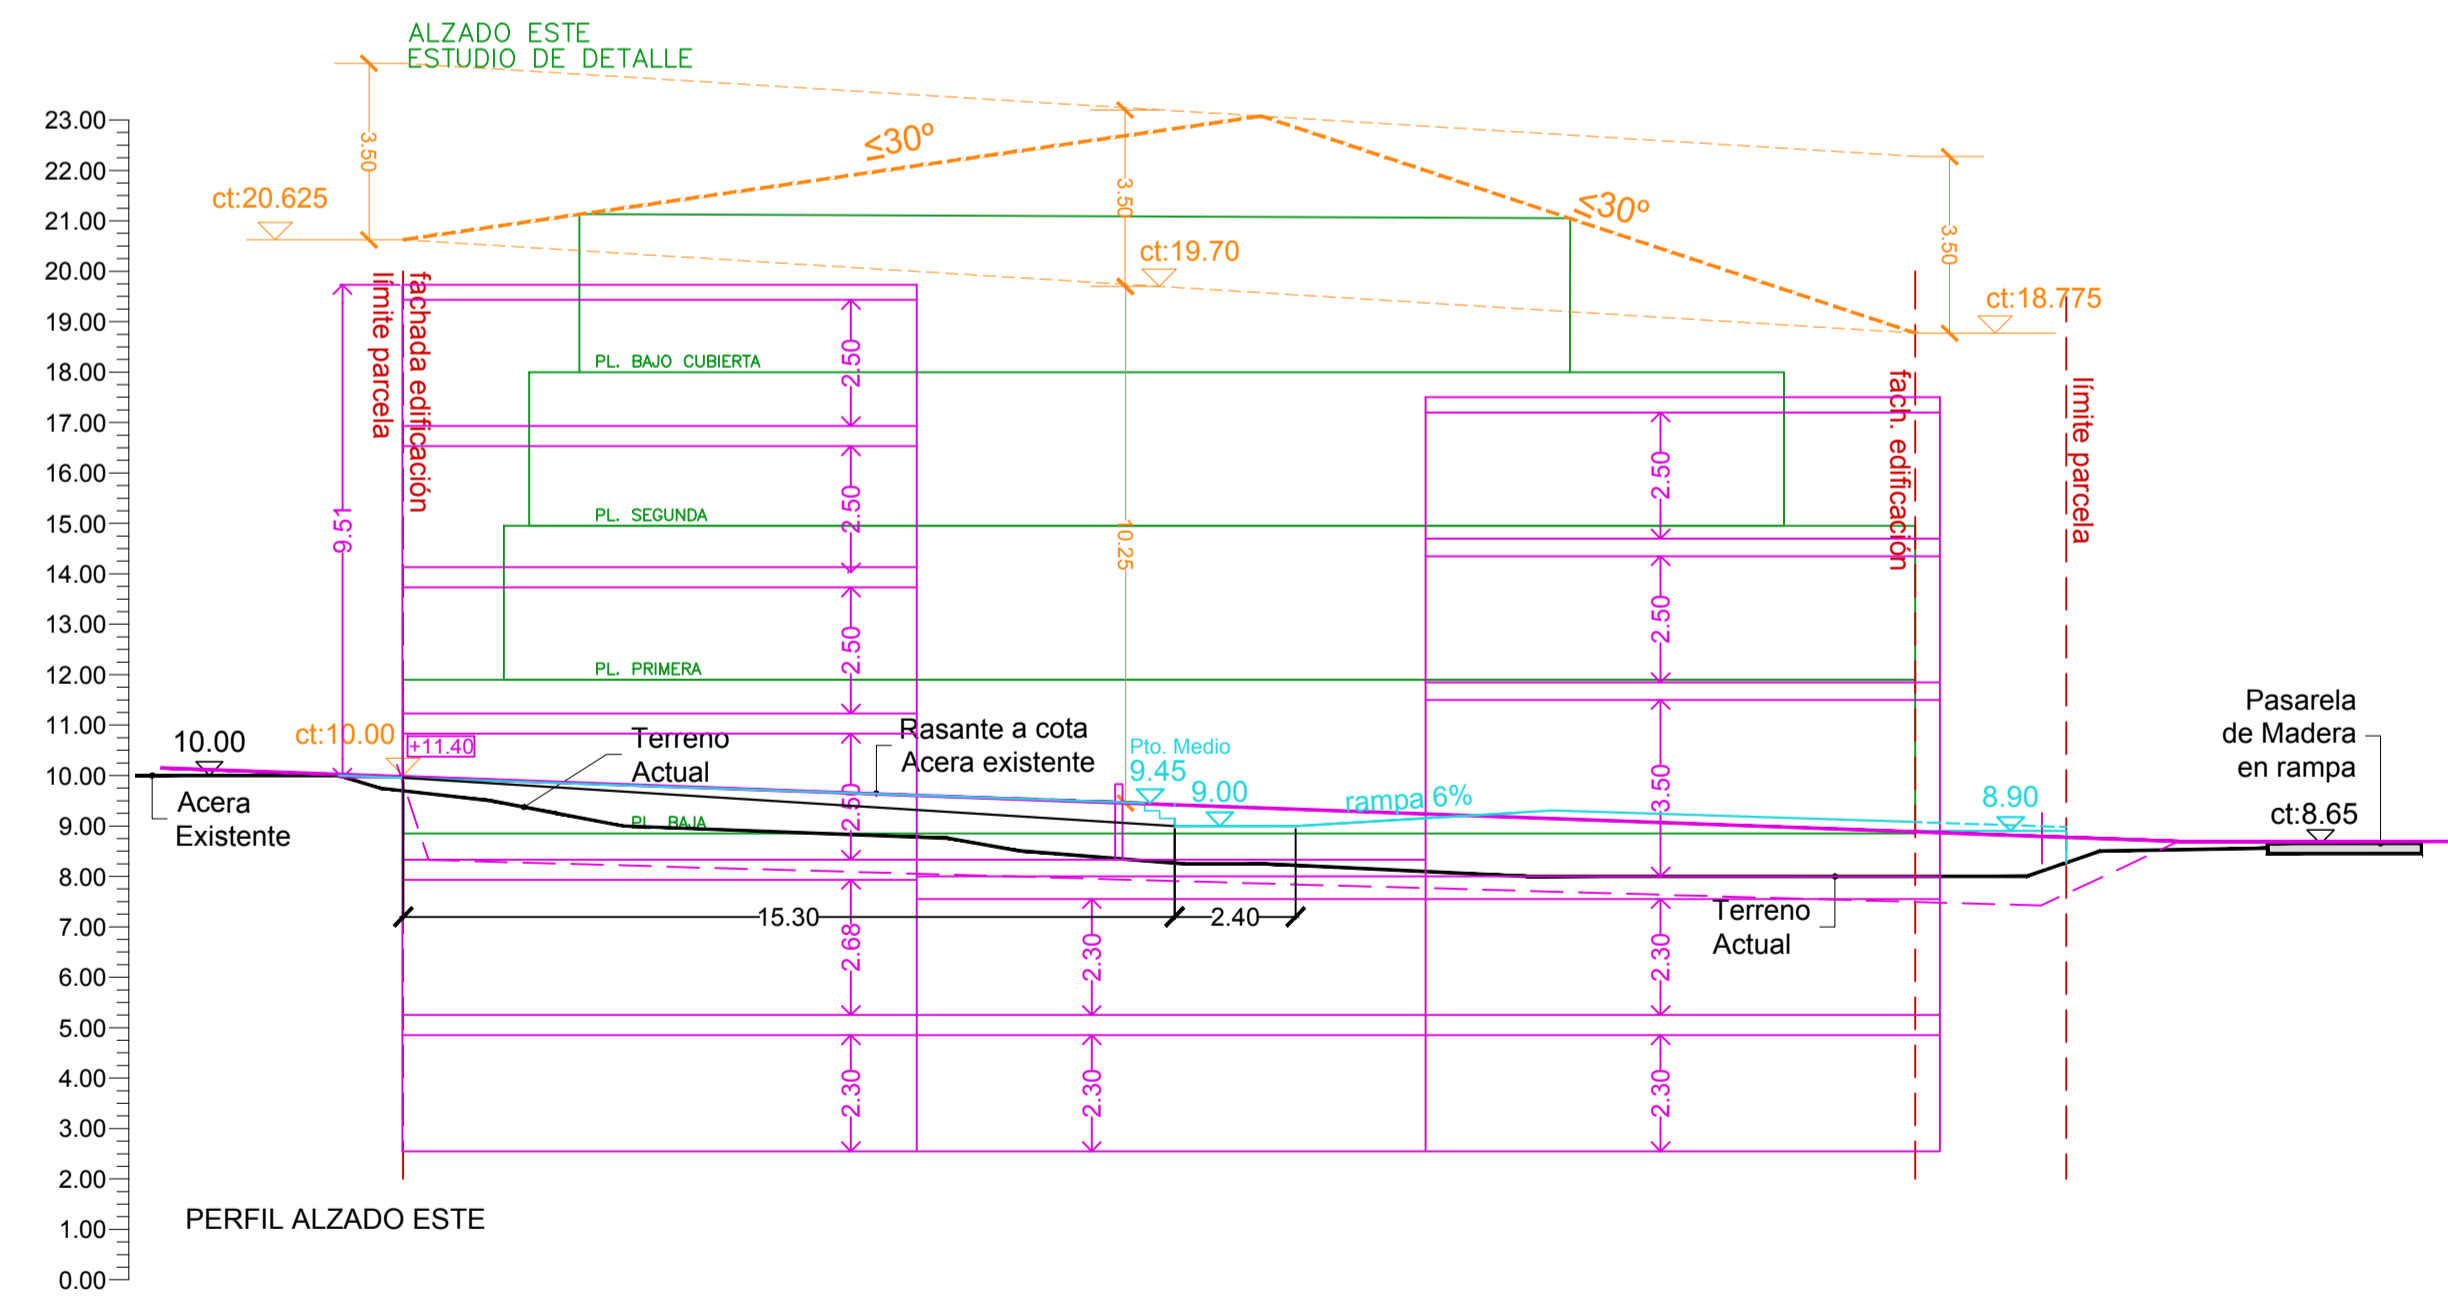 ALZADO ESTE
ESTUDIO DE DETALLE
23.00
22.00
21.00
20.00
19.00
18.00
17.00
16.00
15.00
14.00
13.00
12.00
11.00
10.00
9.00
8.00
7.00
6.00
5.00
4.00
3.00
2.00
1.00
0.00
3.50
≤30º
3.50
≤30º
3.50
ct:20.625
ct:19.70
ct:18.775
límite parcela
fachada edificación
fach. edificación
límite parcela
9.51
10.25
PL. BAJO CUBIERTA
PL. SEGUNDA
PL. PRIMERA
PL. BAJA
2.50
2.50
2.50
2.50
2.68
2.30
2.30
2.30
2.50
2.50
3.50
2.30
2.30
10.00
ct:10.00
+11.40
Acera
Existente
Terreno
Actual
Rasante a cota
Acera existente
Pto. Medio
9.45
9.00
rampa 6%
8.90
Pasarela
de Madera
en rampa
ct:8.65
15.30
2.40
Terreno
Actual
PERFIL ALZADO ESTE